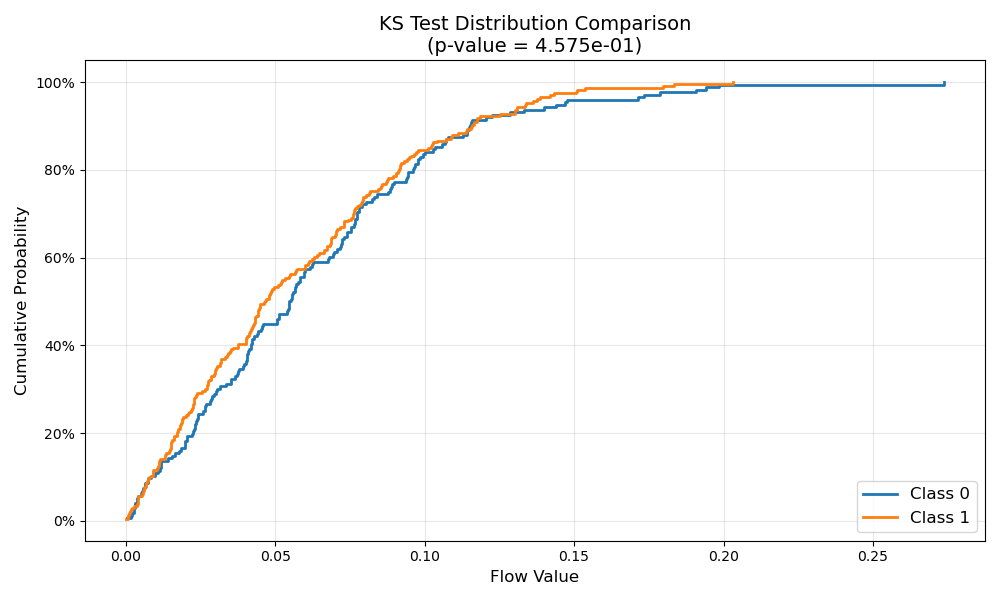 KS Test Distribution Comparison
(p-value = 4.575e-01)
100%
80%
60%
40%
20%
0%
Cumulative Probability
Class 0
Class 1
0.00 0.05 0.10 0.15 0.20 0.25
Flow Value